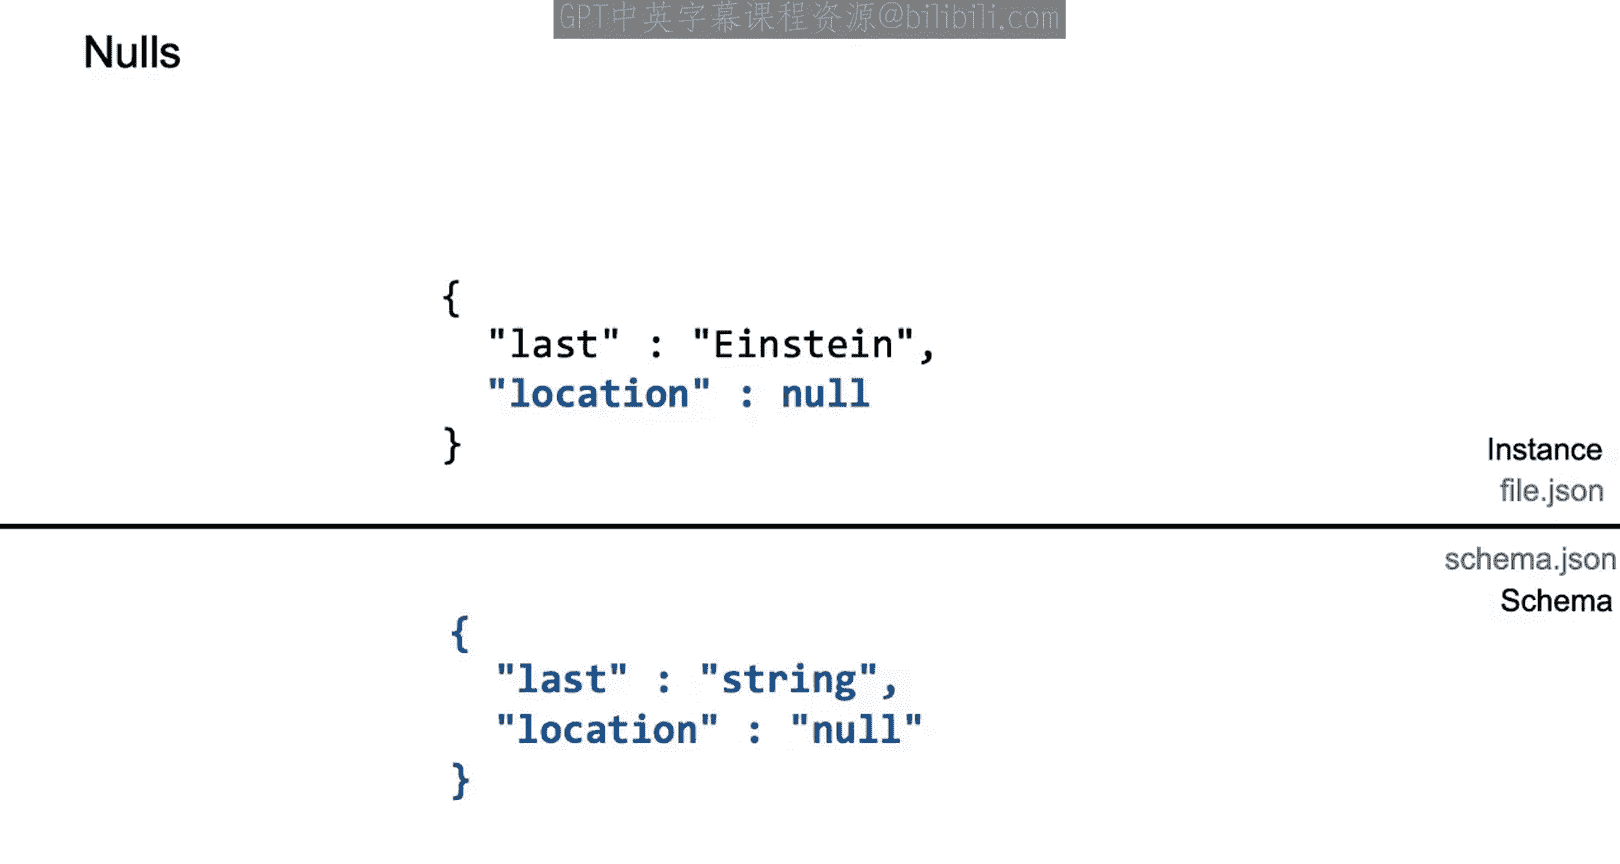 GPT中英字幕课程资源@bilibili.com
Nulls
{
"last" : "Einstein",
"location" : null
}
Instance
file.json
schema.json
Schema
{
"last" : "string",
"location" : "null"
}